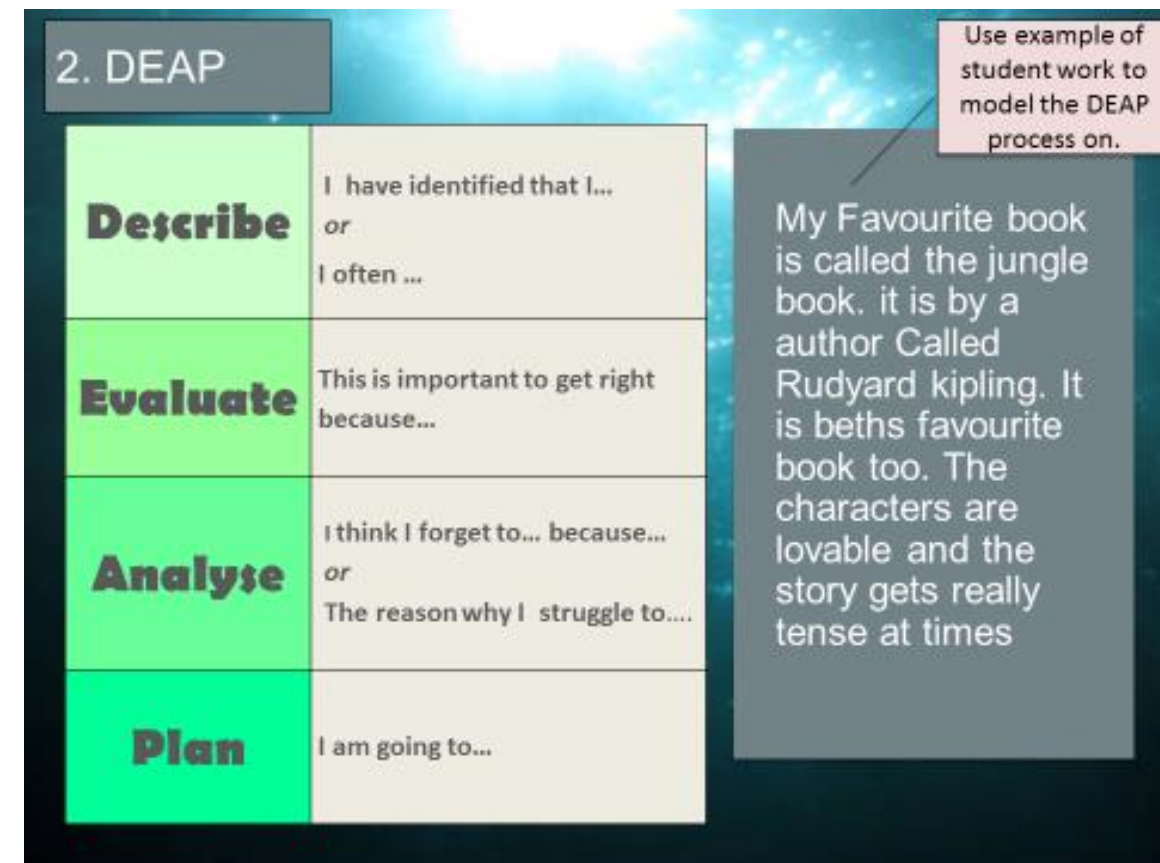 2. DEAP
Use example of
student work to
model the DEAP
process on.
Describe
I have identified that I...
or
I often ...
Evaluate
This is important to get right
because...
Analyse
I think I forget to... because...
or
The reason why I struggle to....
Plan
I am going to...
My Favourite book
is called the jungle
book. it is by a
author Called
Rudyard kipling. It
is beths favourite
book too. The
characters are
lovable and the
story gets really
tense at times